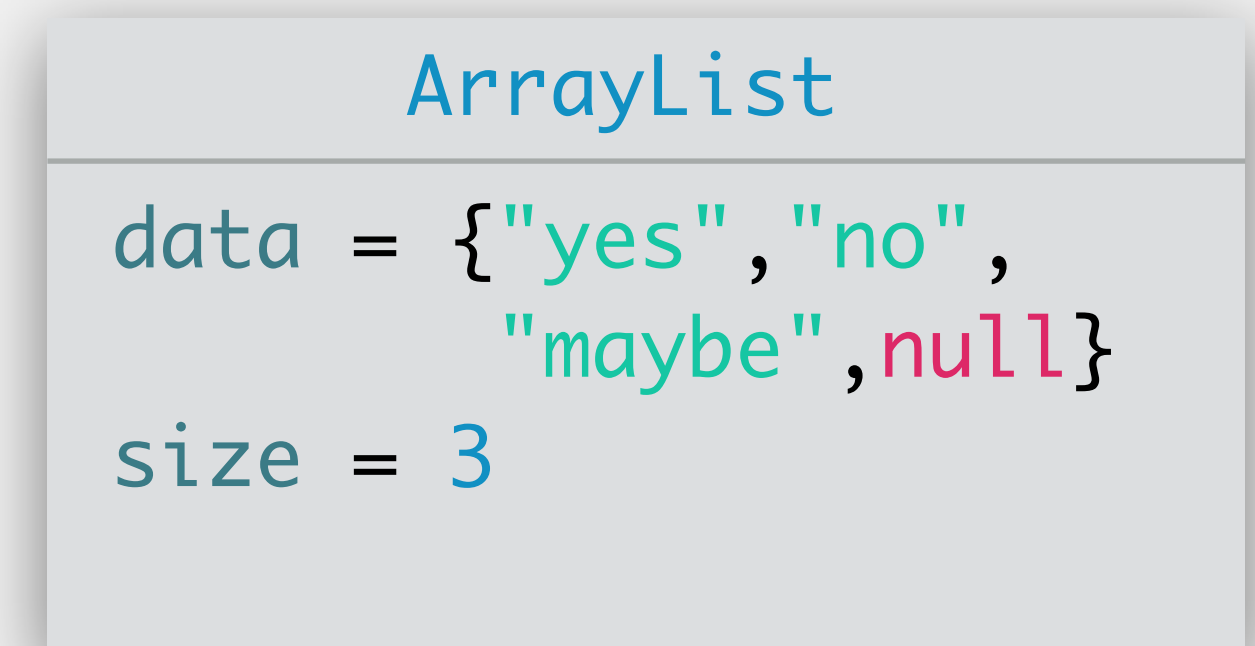 ArrayList
data = {"yes","no",
"maybe",null}
size = 3